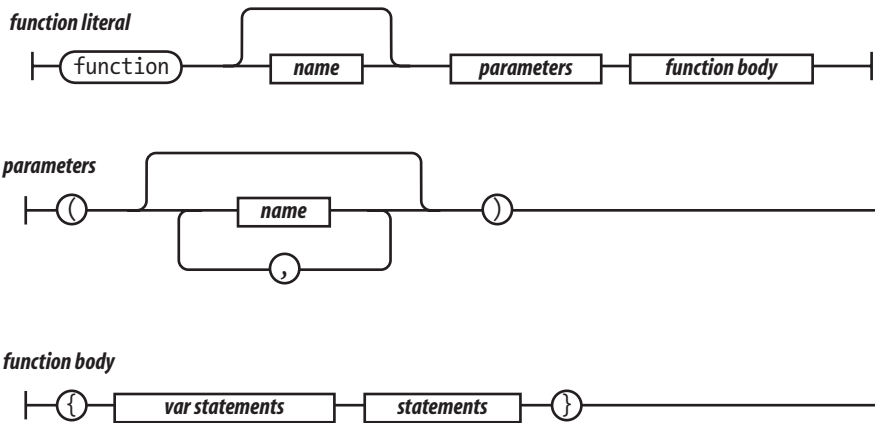 function literal
function name parameters function body
parameters
( name )
,
function body
{ var statements statements }